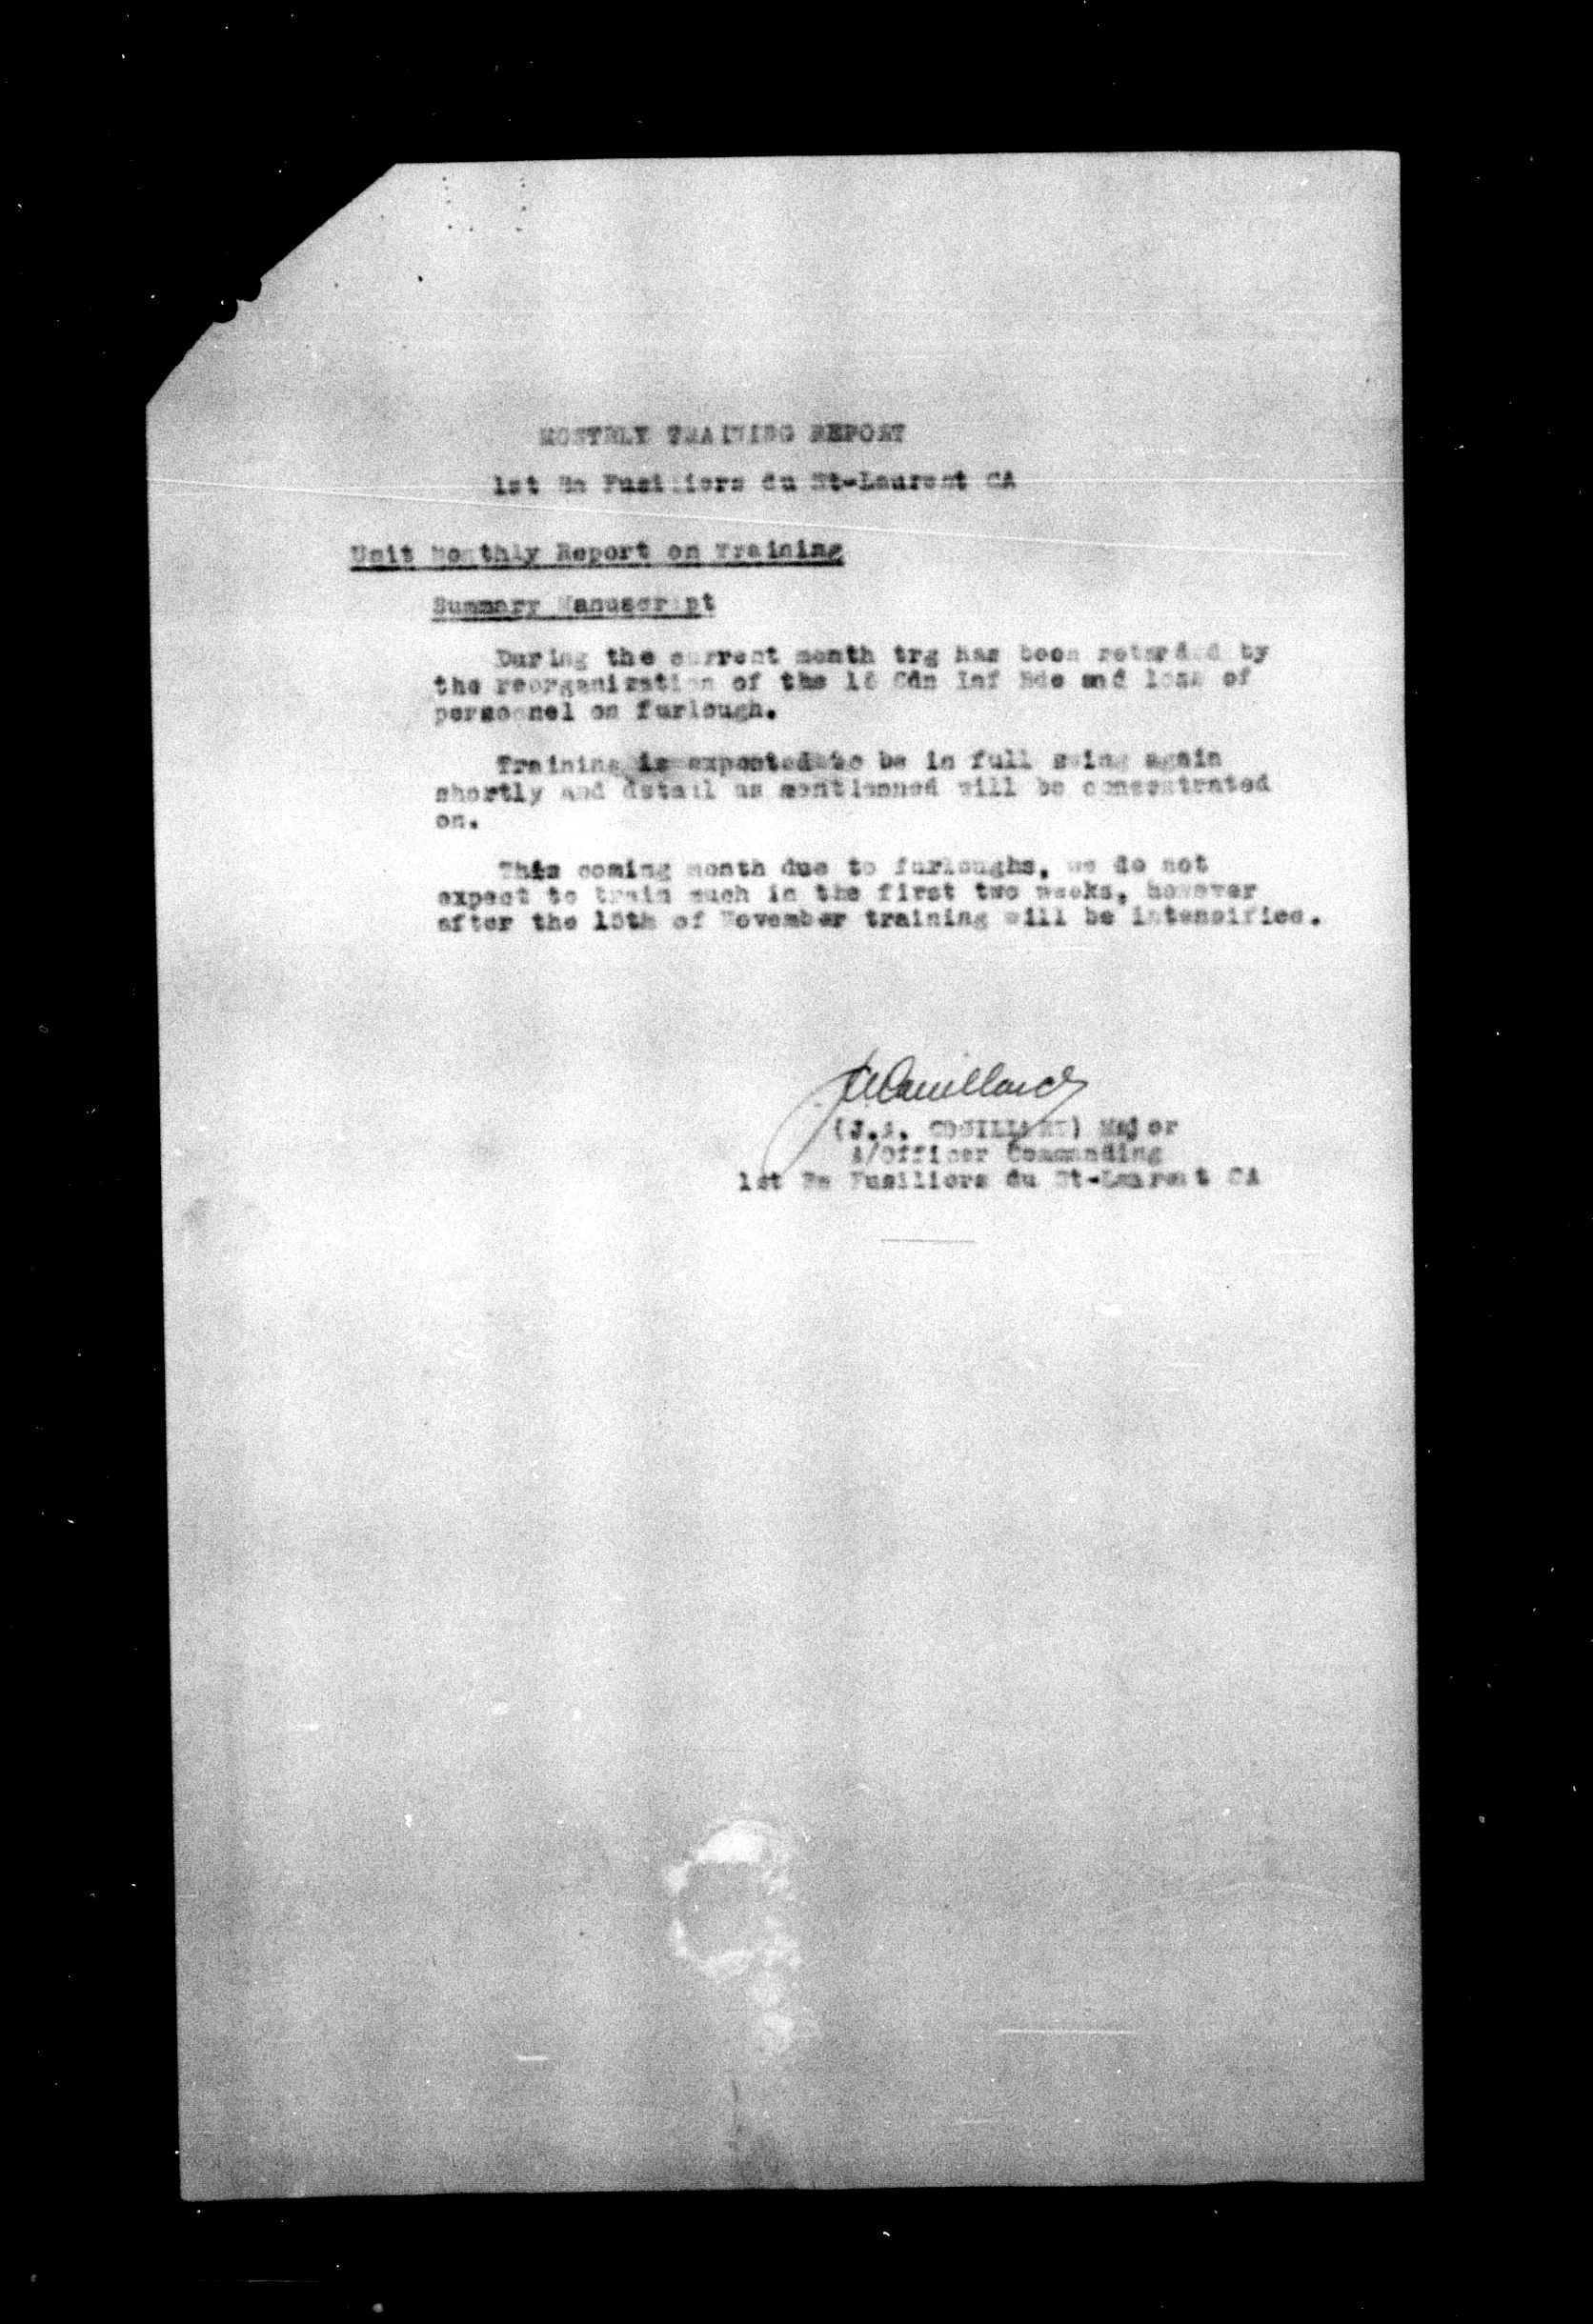 MONTHLY TRAINING REPORT
1st Bn Fusiliers du St-Laurent CA
Unit Monthly Report on Training
Summary Manuscript
During the current month trg has been retarded by
the reorganization of the Cdn Inf Bde and loss of
personnel on furlough.
Training is expected to be in full swing again
shortly and detail as mentionned will be concentrated
on.
This coming month due to furloughs, we do not
expect to train much in the first two weeks, however
after the 15th of November training will be intensified.
(J.A. COUILLARD) Major
A/Officer Commanding
1st Bn Fusiliers du St-Laurent CA